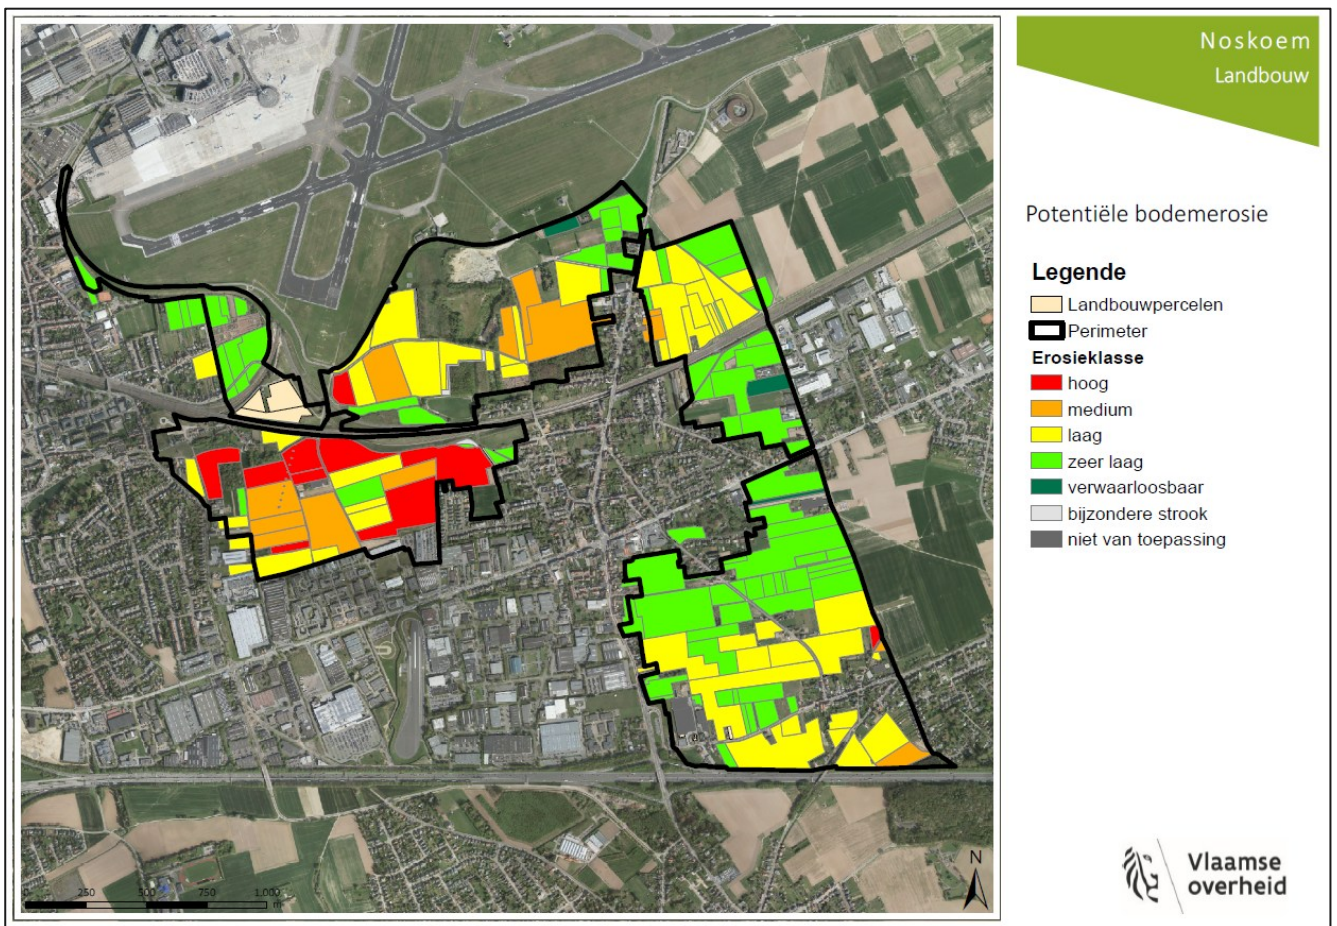 Noskoem
Landbouw
Potentiële bodemerosie
Legende
Landbouwpercelen
Perimeter
Erosieklasse
hoog
medium
laag
zeer laag
verwaarloosbaar
bijzondere strook
niet van toepassing
N
0 250 500 750 1.000
m
Vlaamse
overheid